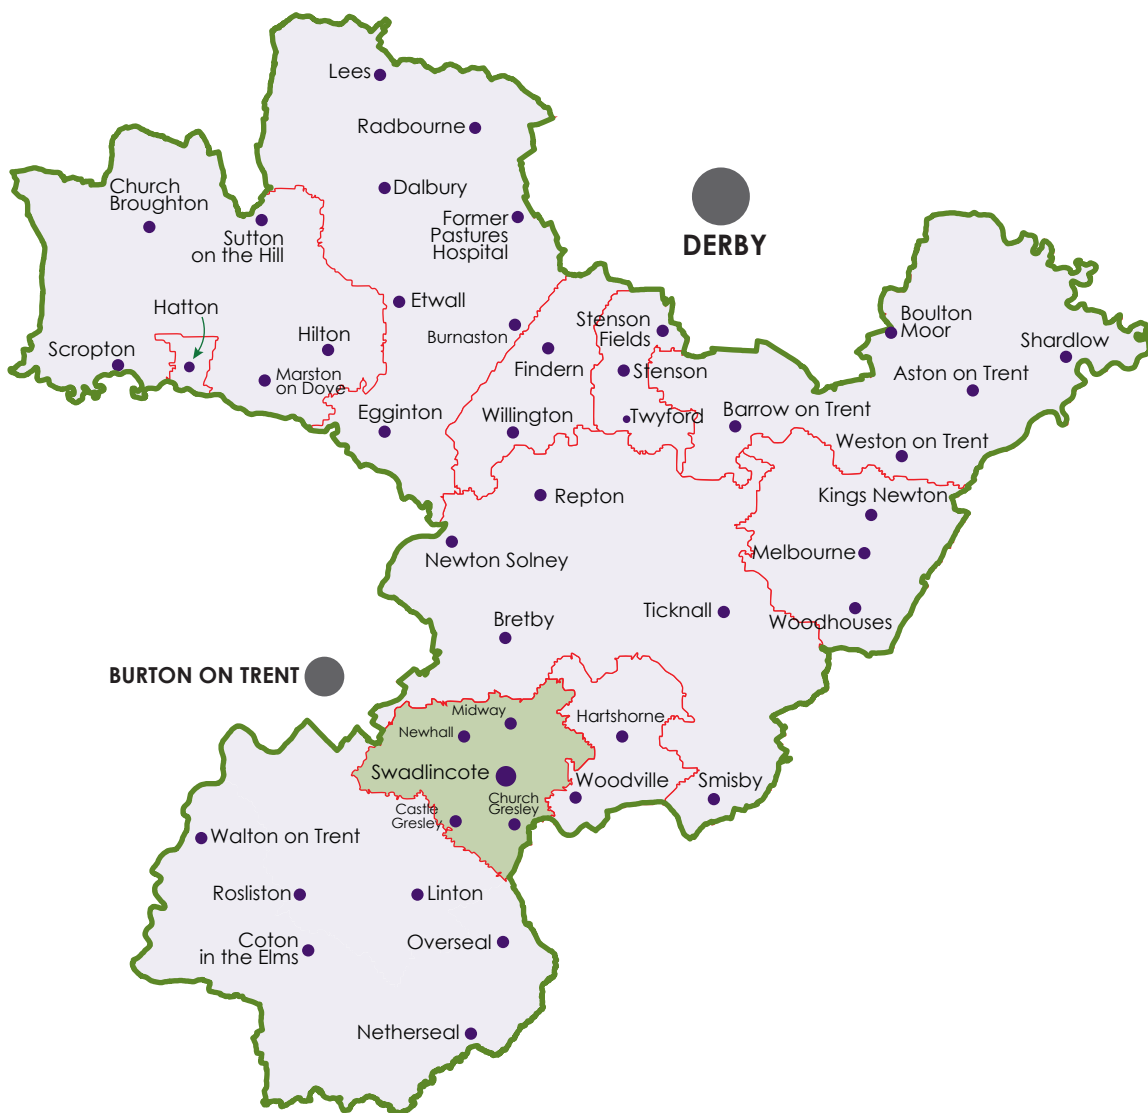 Lees
Radbourne
Dalbury
Church
Broughton
Former
Pastures
Hospital
Sutton
on the Hill
DERBY
Etwall
Hatton
Burnaston
Stenson
Fields
Boulton
Moor
Hilton
Shardlow
Scropton
Findern
Stenson
Marston
on Dove
Aston on Trent
Egginton
Willington
Twyford
Barrow on Trent
Weston on Trent
Repton
Kings Newton
Newton Solney
Melbourne
Bretby
Ticknall
Woodhouses
BURTON ON TRENT
Midway
Hartshorne
Newhall
Swadlincote
Woodville
Smisby
Church
Gresley
Castle
Gresley
Walton on Trent
Rosliston
Linton
Coton
in the Elms
Overseal
Netherseal